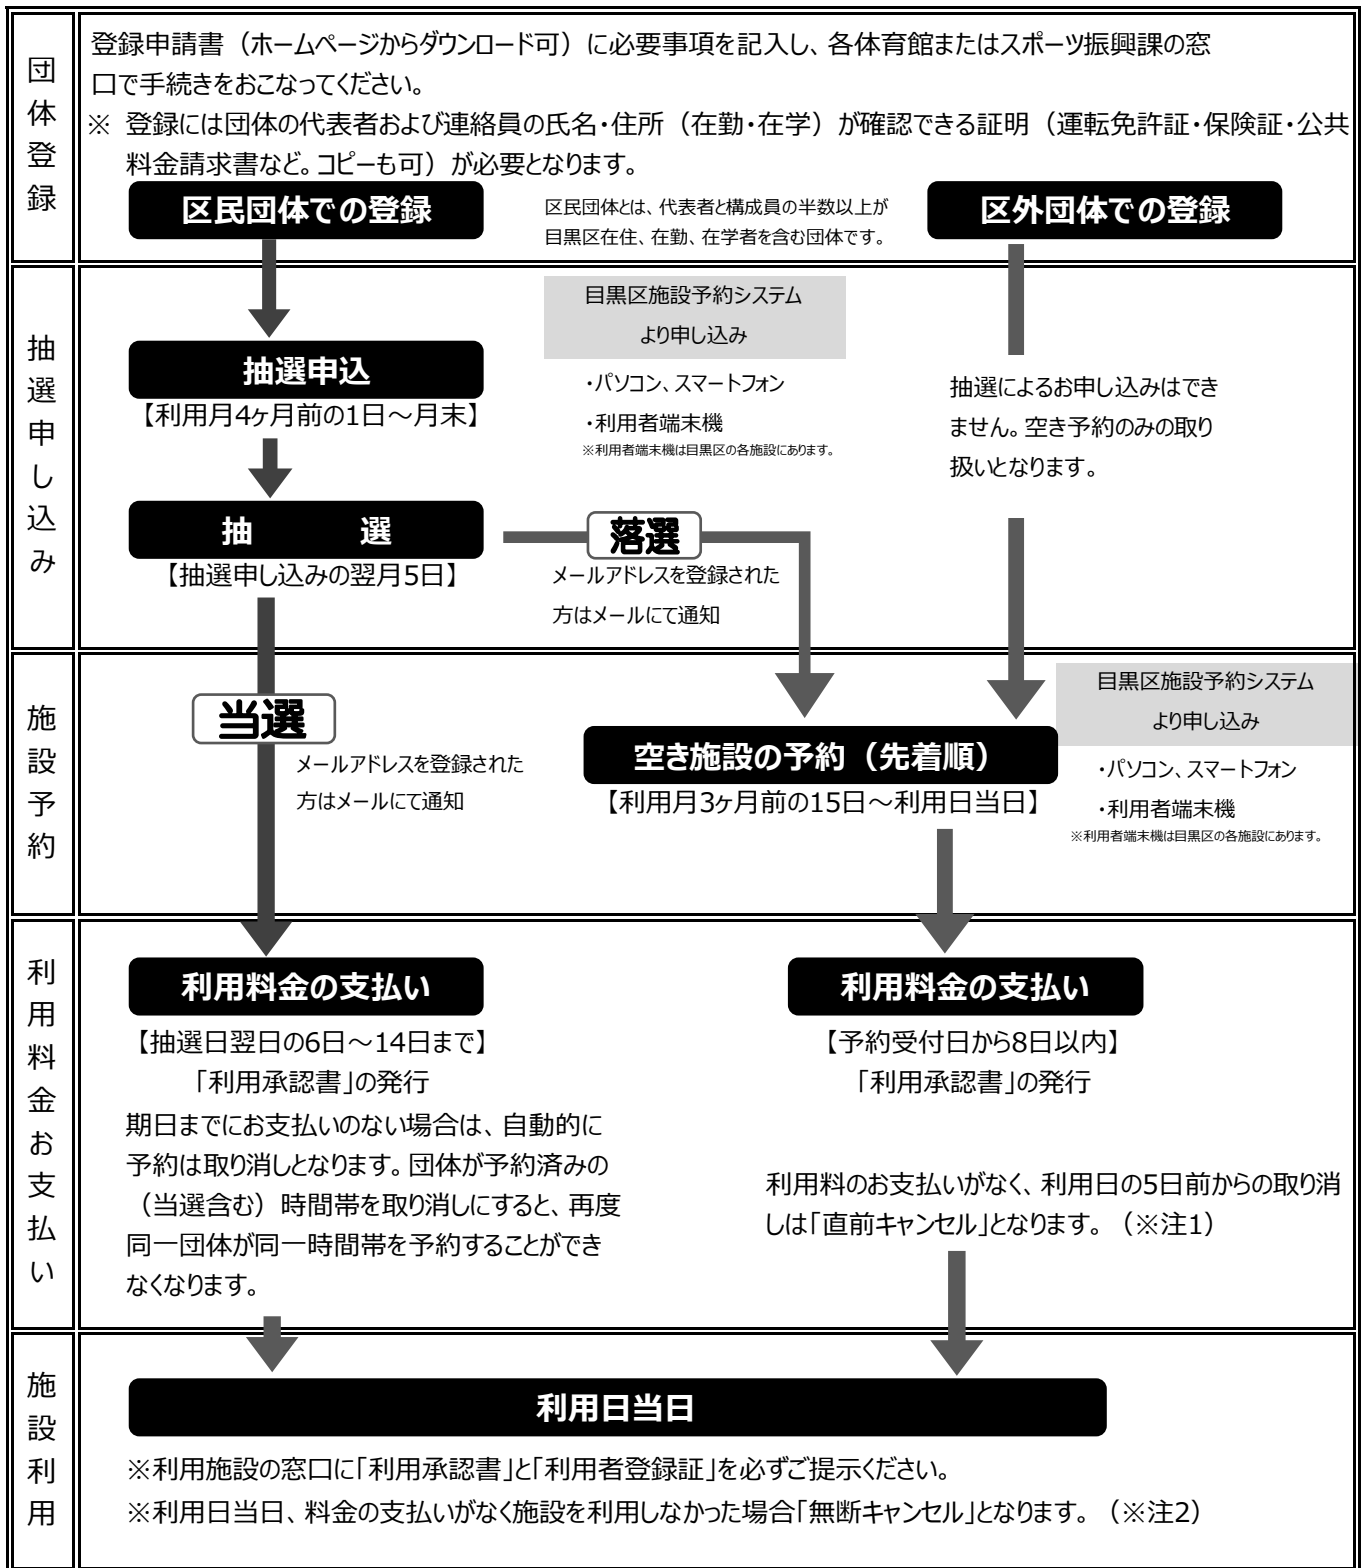 団体登録
登録申請書（ホームページからダウンロード可）に必要事項を記入し、各体育館またはスポーツ振興課の窓
口で手続きをおこなってください。
※ 登録には団体の代表者および連絡員の氏名・住所（在勤・在学）が確認できる証明（運転免許証・保険証・公共
料金請求書など。コピーも可）が必要となります。
区民団体での登録
区民団体とは、代表者と構成員の半数以上が
目黒区在住、在勤、在学者を含む団体です。
区外団体での登録
抽選申し込み
抽選申込
【利用月4ヶ月前の1日～月末】
目黒区施設予約システム
より申し込み
・パソコン、スマートフォン
・利用者端末機
※利用者端末機は目黒区の各施設にあります。
抽選によるお申し込みはでき
ません。空き予約のみの取り
扱いとなります。
抽　　選
【抽選申し込みの翌月5日】
落選
メールアドレスを登録された
方はメールにて通知
施設予約
当選
メールアドレスを登録された
方はメールにて通知
空き施設の予約（先着順）
【利用月3ヶ月前の15日～利用日当日】
目黒区施設予約システム
より申し込み
・パソコン、スマートフォン
・利用者端末機
※利用者端末機は目黒区の各施設にあります。
利用料金お支払い
利用料金の支払い
【抽選日翌日の6日～14日まで】
「利用承認書」の発行
期日までにお支払いのない場合は、自動的に
予約は取り消しとなります。団体が予約済みの
（当選含む）時間帯を取り消しにすると、再度
同一団体が同一時間帯を予約することができ
なくなります。
利用料金の支払い
【予約受付日から8日以内】
「利用承認書」の発行
利用料のお支払いがなく、利用日の5日前からの取り消
しは「直前キャンセル」となります。（※注1）
施設利用
利用日当日
※利用施設の窓口に「利用承認書」と「利用者登録証」を必ずご提示ください。
※利用日当日、料金の支払いがなく施設を利用しなかった場合「無断キャンセル」となります。（※注2）